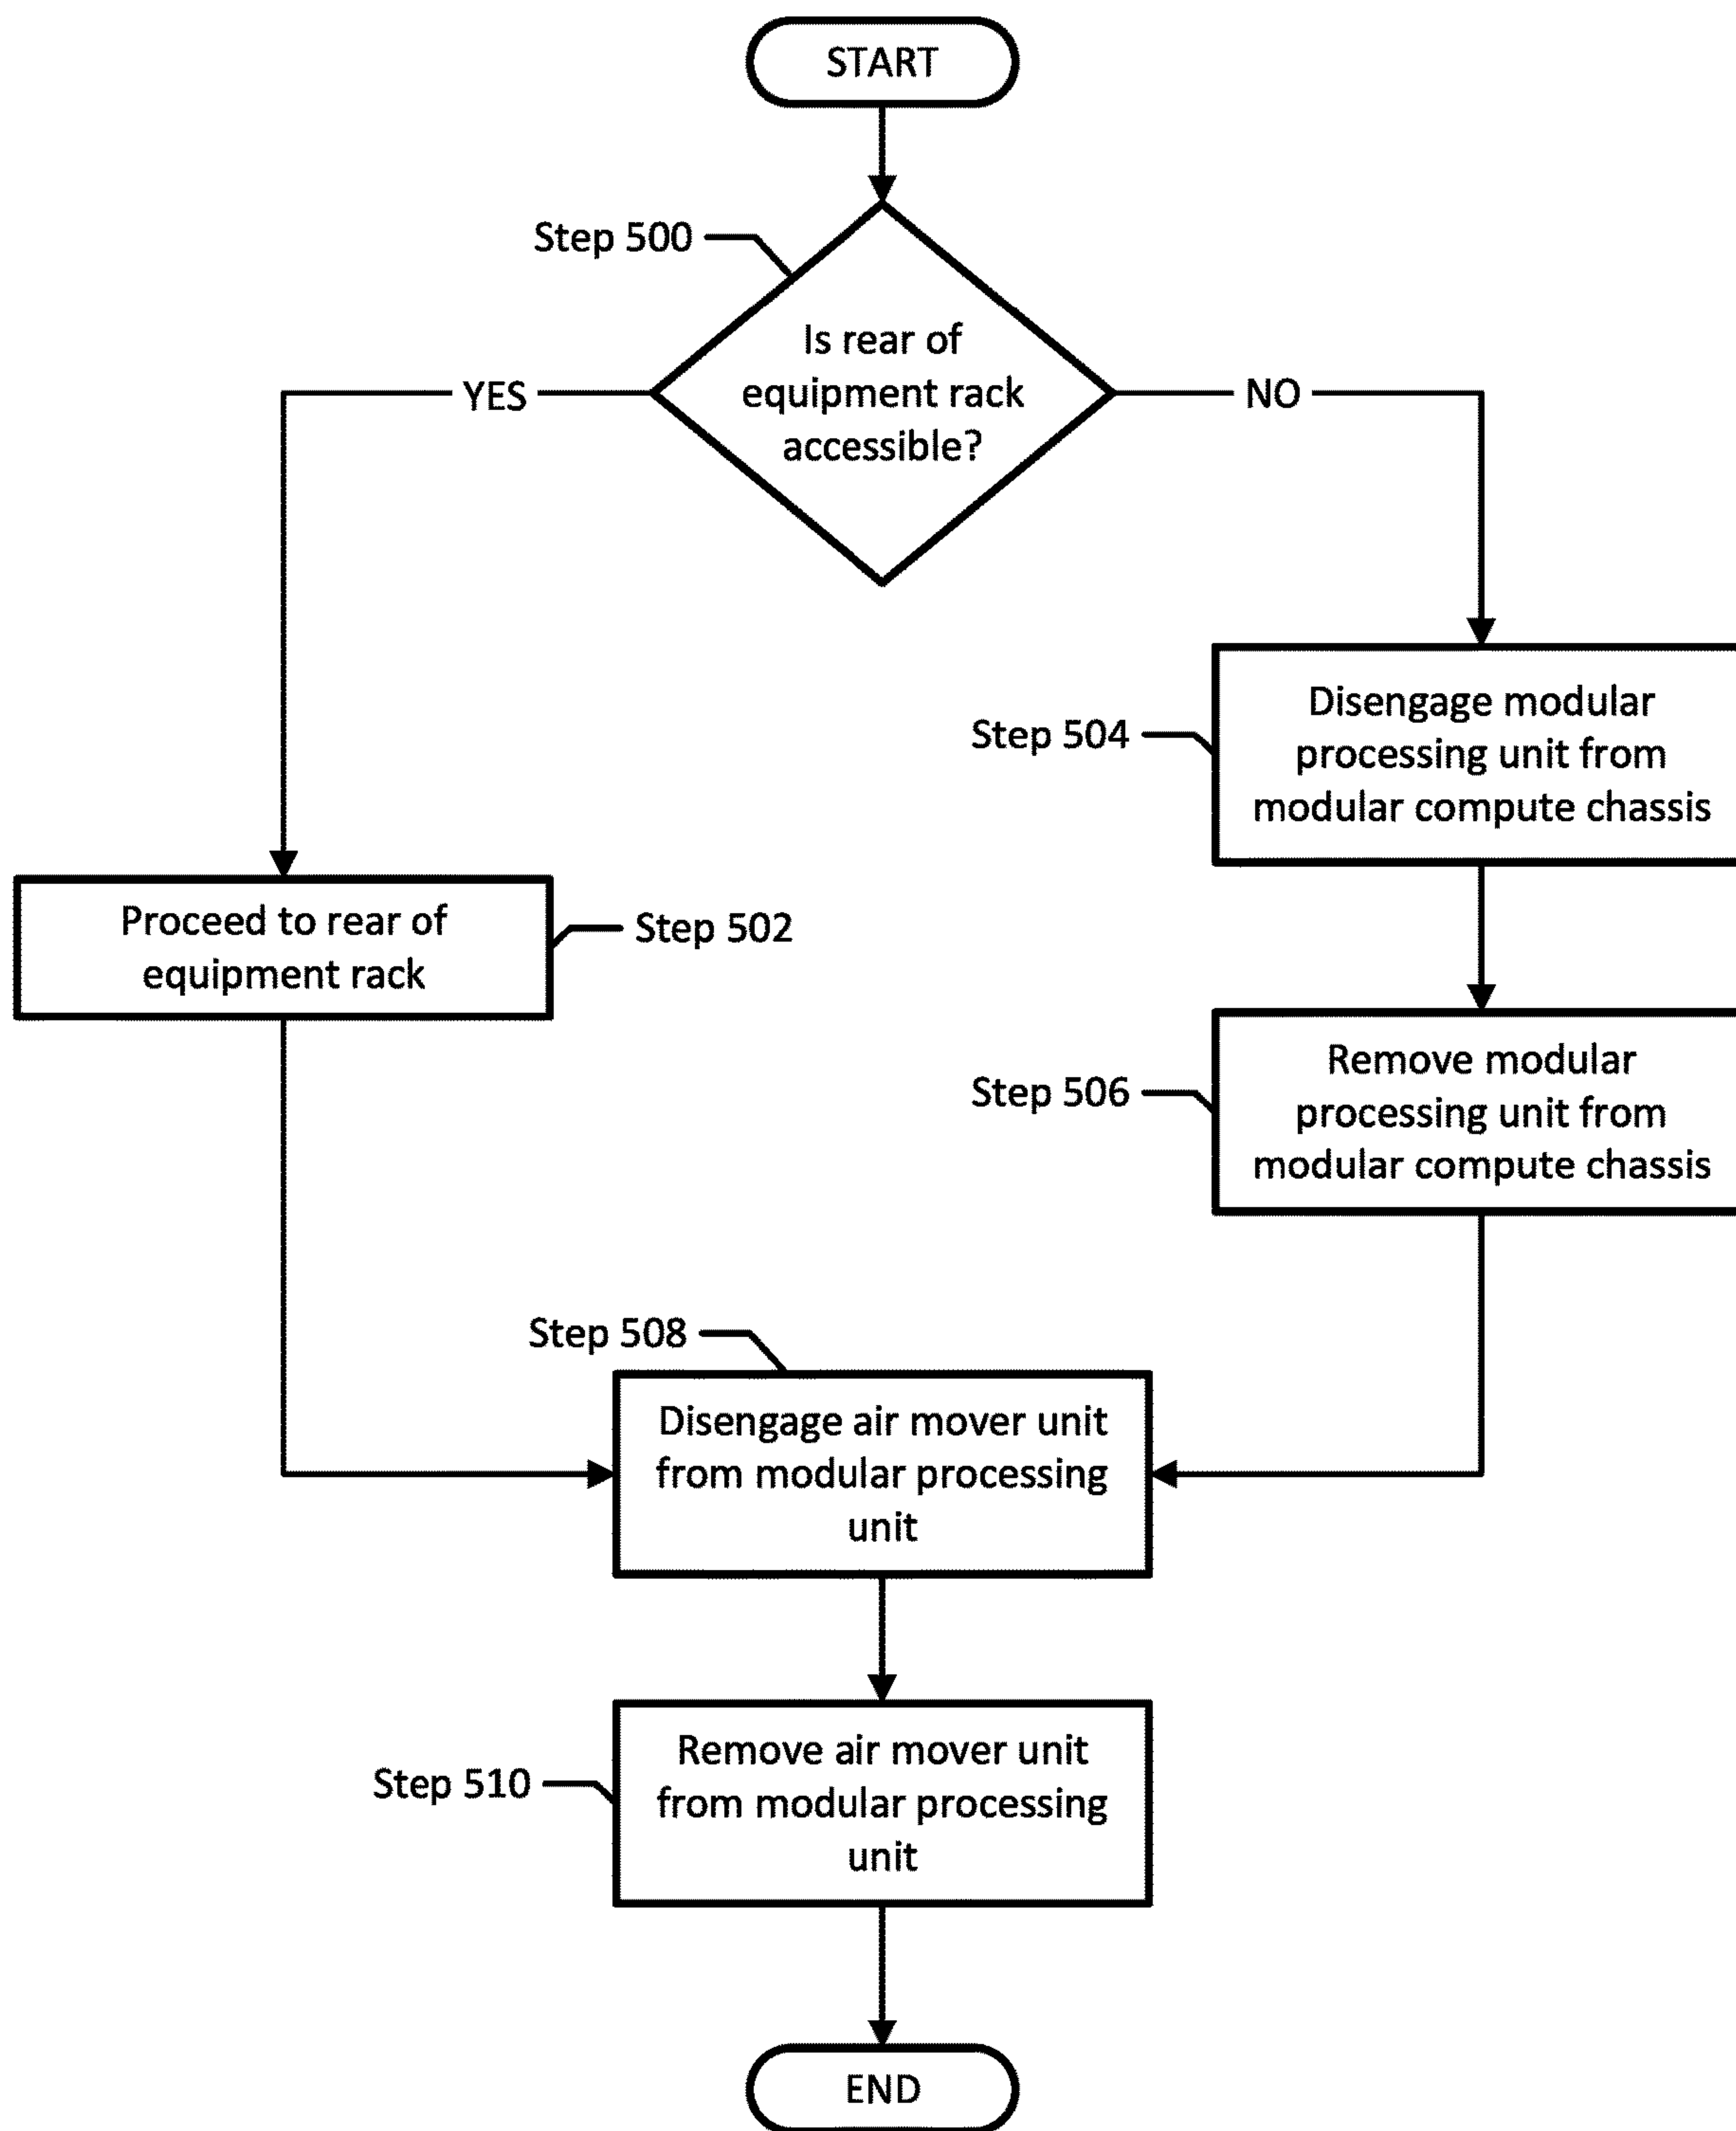 START
Step 500
Is rear of
equipment rack
accessible?
YES
NO
Disengage modular
processing unit from
modular compute chassis
Step 504
Proceed to rear of
equipment rack
Step 502
Remove modular
processing unit from
modular compute chassis
Step 506
Step 508
Disengage air mover unit
from modular processing
unit
Remove air mover unit
from modular processing
unit
Step 510
END